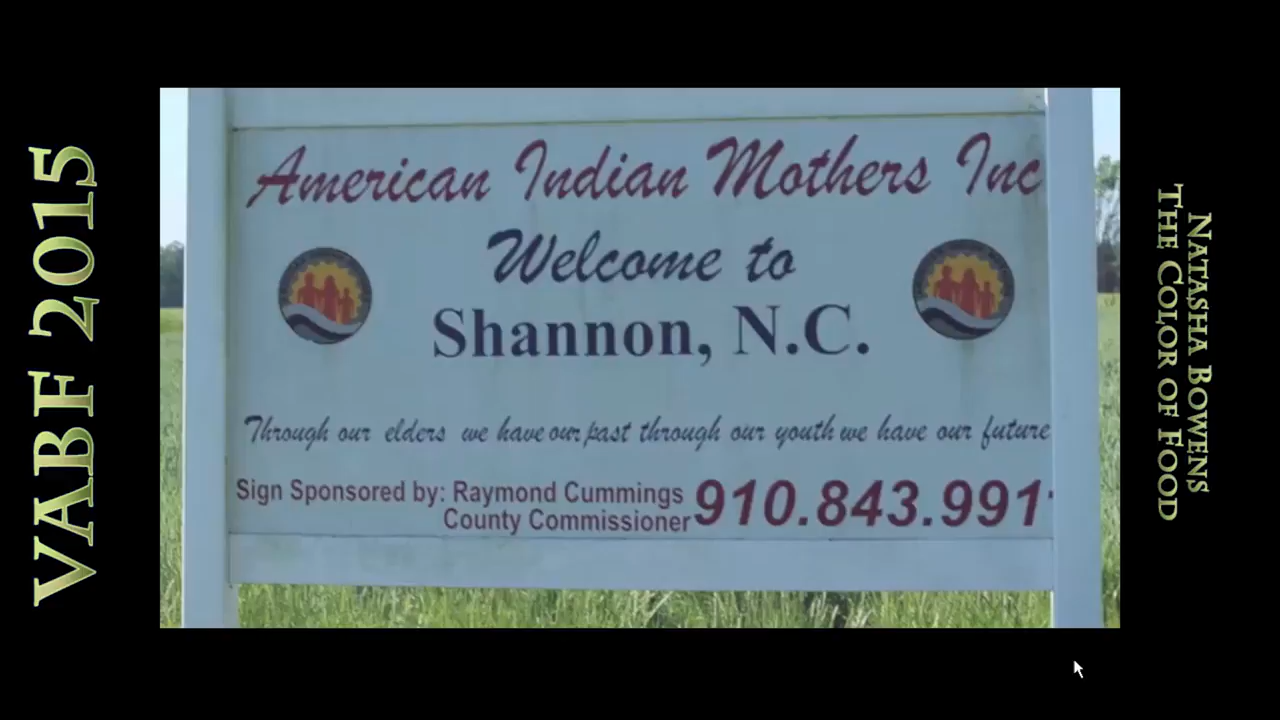 VABF 2015
American Indian Mothers Inc
Welcome to
Shannon, N.C.
Through our elders we have our past through our youth we have our future
Sign Sponsored by: Raymond Cummings
County Commissioner
910.843.991
Natasha Bowens
The Color of Food